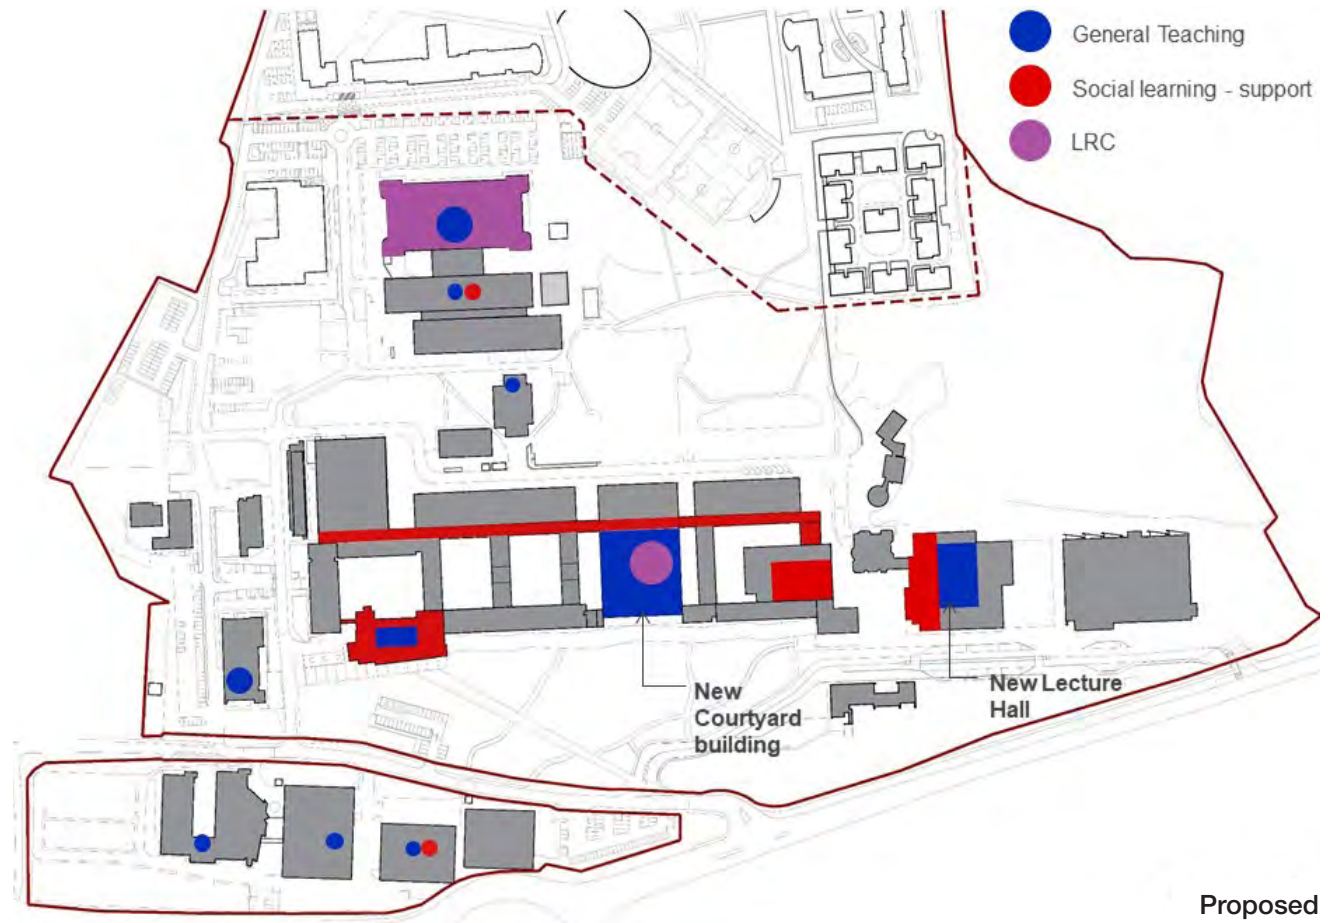 General Teaching
Social learning - support
LRC
New
Courtyard
building
New Lecture
Hall
Proposed